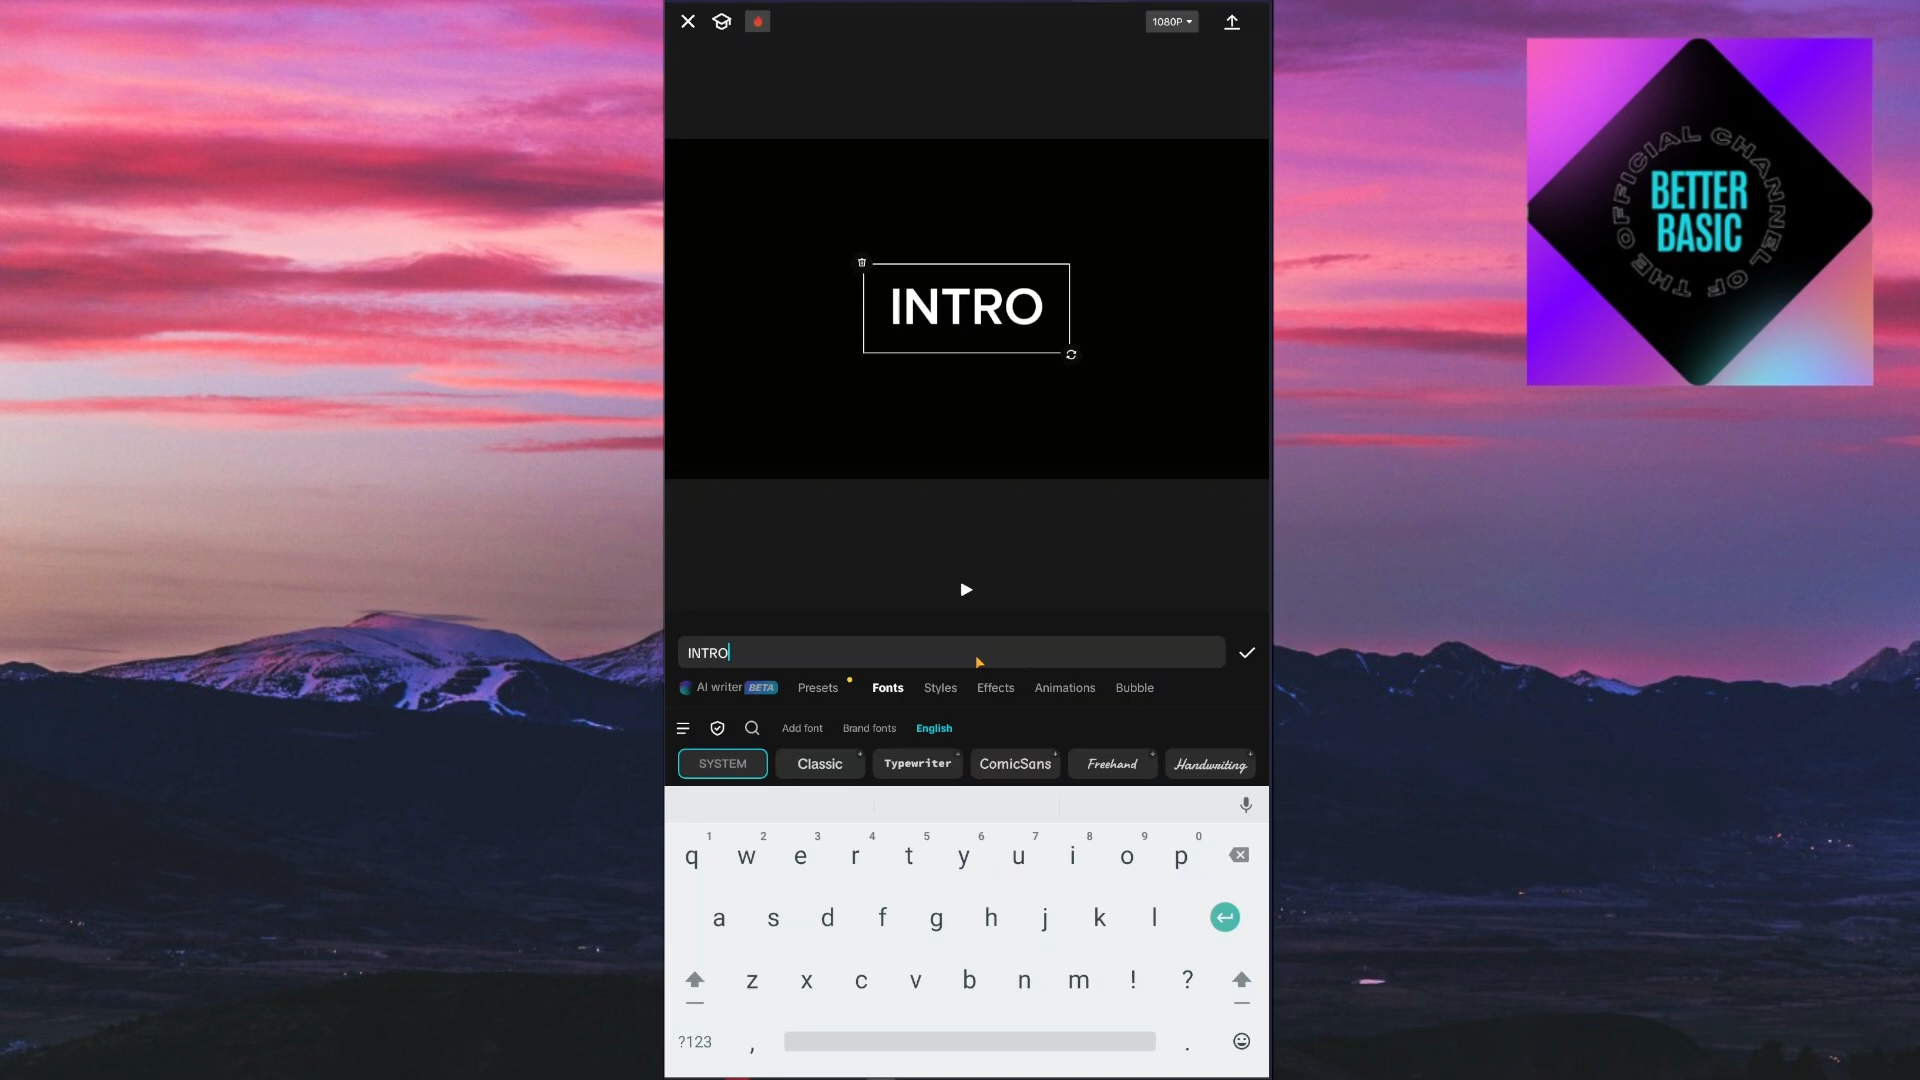 1080P
OFFICIAL CHANNEL OF THE
BETTER
BASIC
INTRO
INTRO
AI writer BETA Presets Fonts Styles Effects Animations Bubble
Add font Brand fonts English
SYSTEM Classic Typewriter ComicSans Freehand Handwriting
1 2 3 4 5 6 7 8 9 0
q w e r t y u i o p
a s d f g h j k l
z x c v b n m ! ?
?123 , .